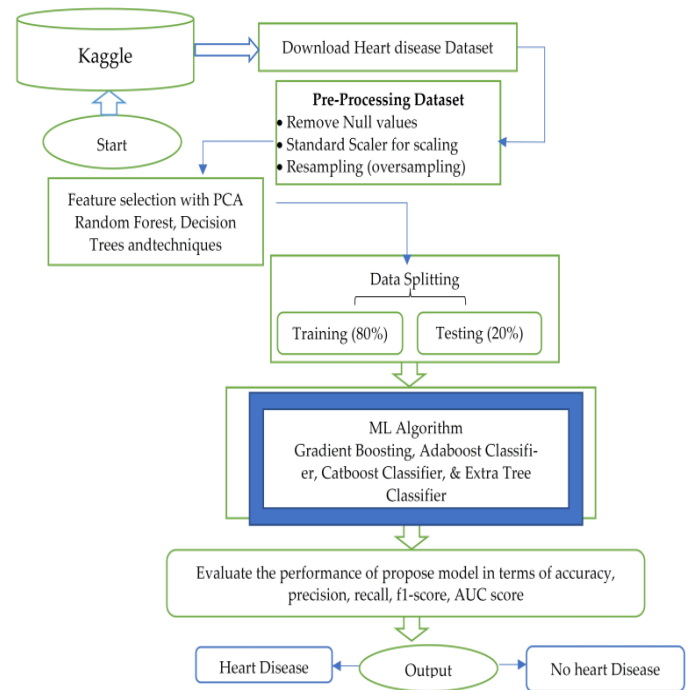 Kaggle
Download Heart disease Dataset
Start
Pre-Processing Dataset
• Remove Null values
• Standard Scaler for scaling
• Resampling (oversampling)
Feature selection with PCA
Random Forest, Decision
Trees andtechniques
Data Splitting
Training (80%)
Testing (20%)
ML Algorithm
Gradient Boosting, Adaboost Classifi-
er, Catboost Classifier, & Extra Tree
Classifier
Evaluate the performance of propose model in terms of accuracy,
precision, recall, f1-score, AUC score
Heart Disease
Output
No heart Disease